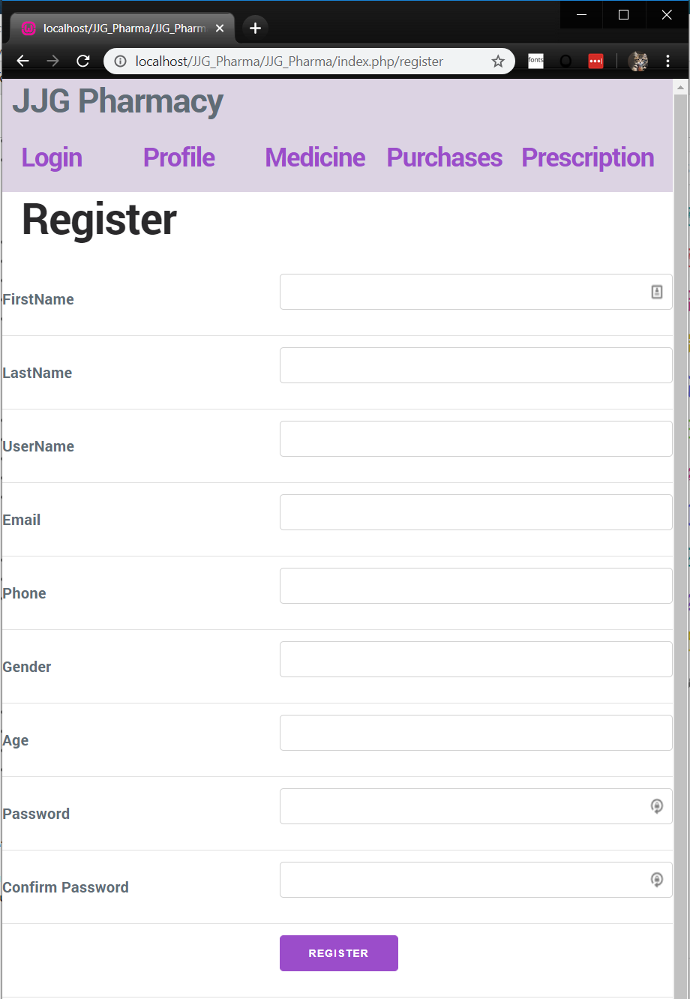 localhost/JJG_Pharma/JJG_Pharm
localhost/JJG_Pharma/JJG_Pharma/index.php/register
fonts
JJG Pharmacy
Login Profile Medicine Purchases Prescription
Register
FirstName
LastName
UserName
Email
Phone
Gender
Age
Password
Confirm Password
REGISTER